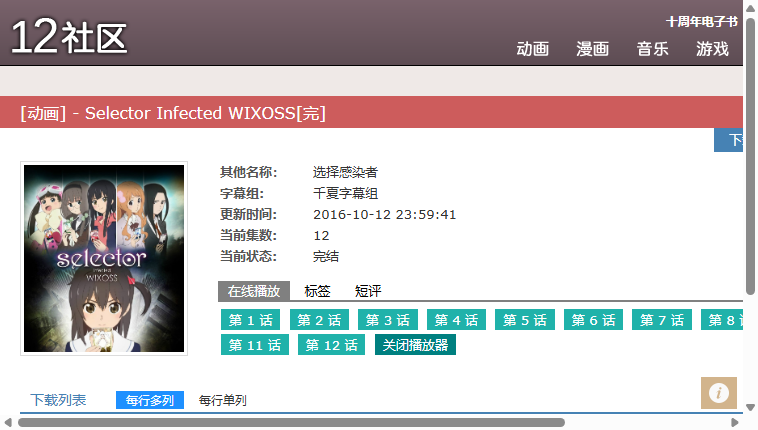 十周年电子书
12社区
动画 漫画 音乐 游戏
[动画] - Selector Infected WIXOSS[完]
下
其他名称: 选择感染者
字幕组: 千夏字幕组
更新时间: 2016-10-12 23:59:41
当前集数: 12
当前状态: 完结
selector
infected
WIXOSS
在线播放 标签 短评
第 1 话 第 2 话 第 3 话 第 4 话 第 5 话 第 6 话 第 7 话 第 8
第 11 话 第 12 话 关闭播放器
下载列表 每行多列 每行单列
i